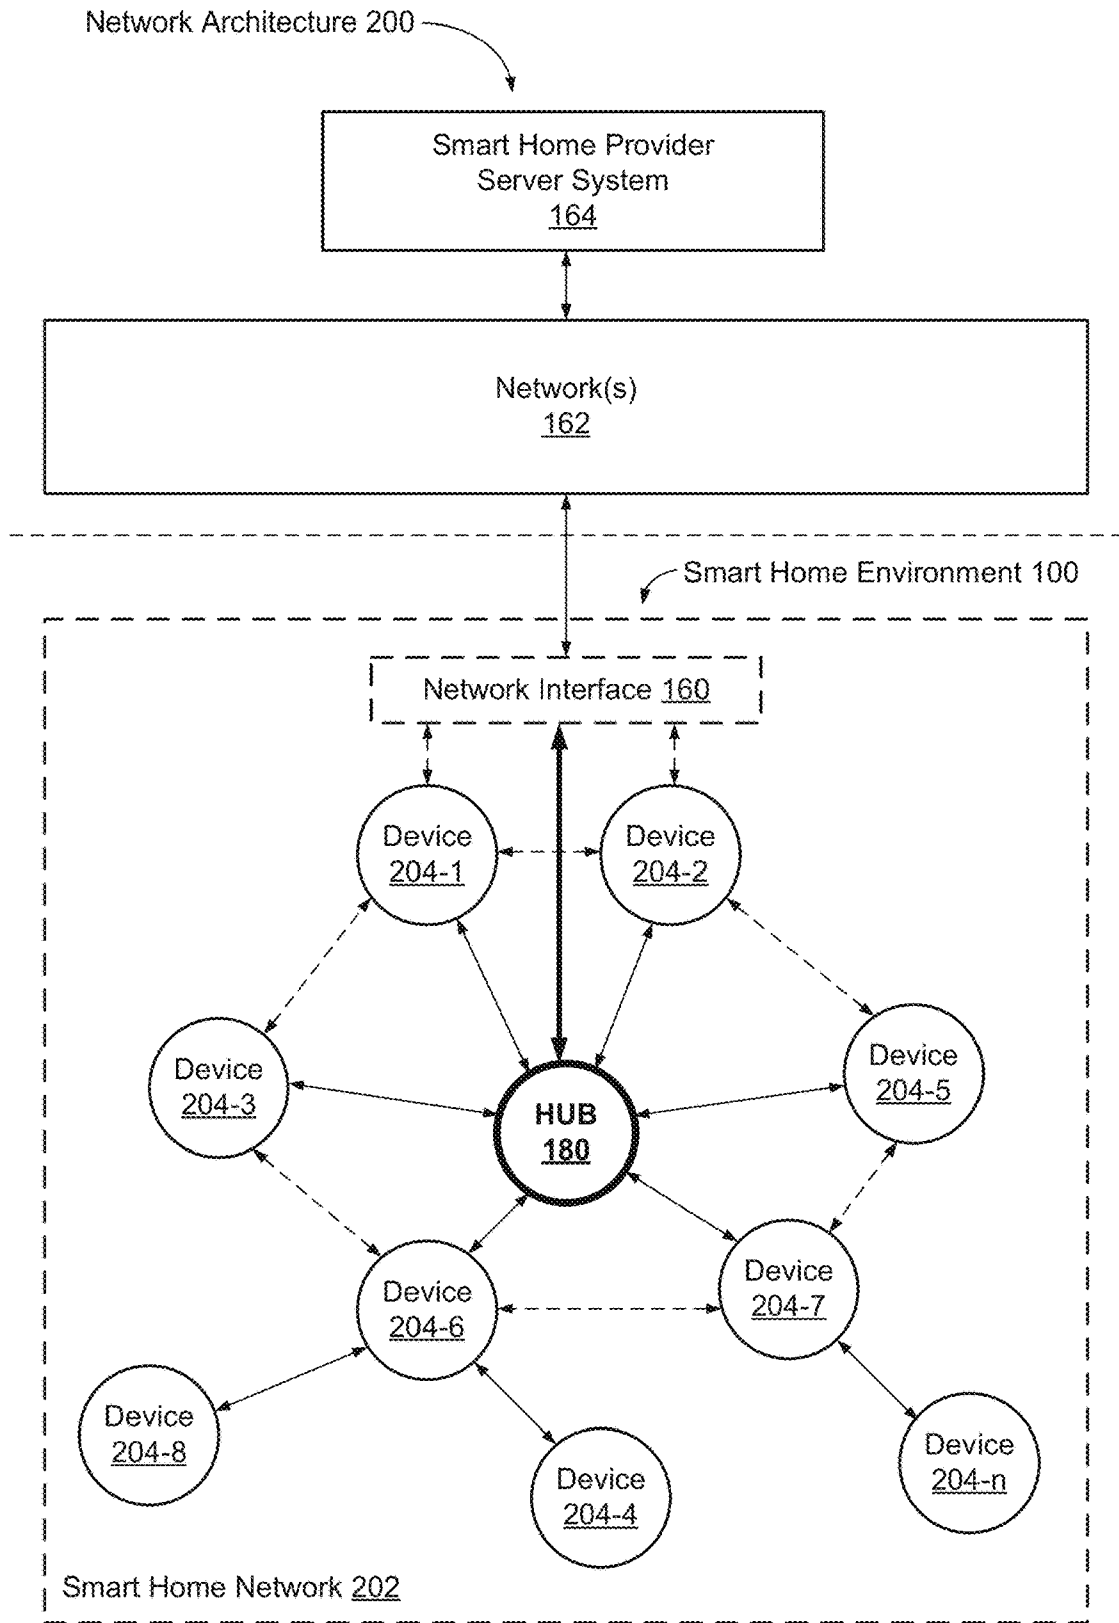 Network Architecture 200
Smart Home Provider
Server System
164
Network(s)
162
Smart Home Environment 100
Network Interface 160
Device
204-1
Device
204-2
Device
204-3
Device
204-5
HUB
180
Device
204-6
Device
204-7
Device
204-8
Device
204-4
Device
204-n
Smart Home Network 202